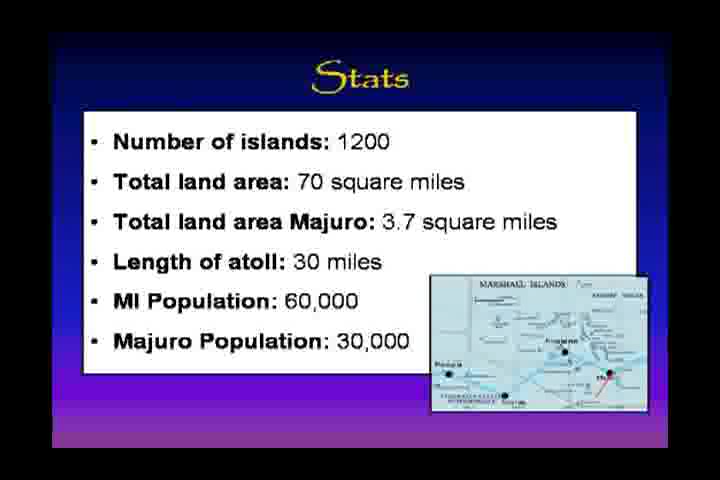 Stats
• Number of islands: 1200
• Total land area: 70 square miles
• Total land area Majuro: 3.7 square miles
• Length of atoll: 30 miles
• MI Population: 60,000
• Majuro Population: 30,000
MARSHALL ISLANDS